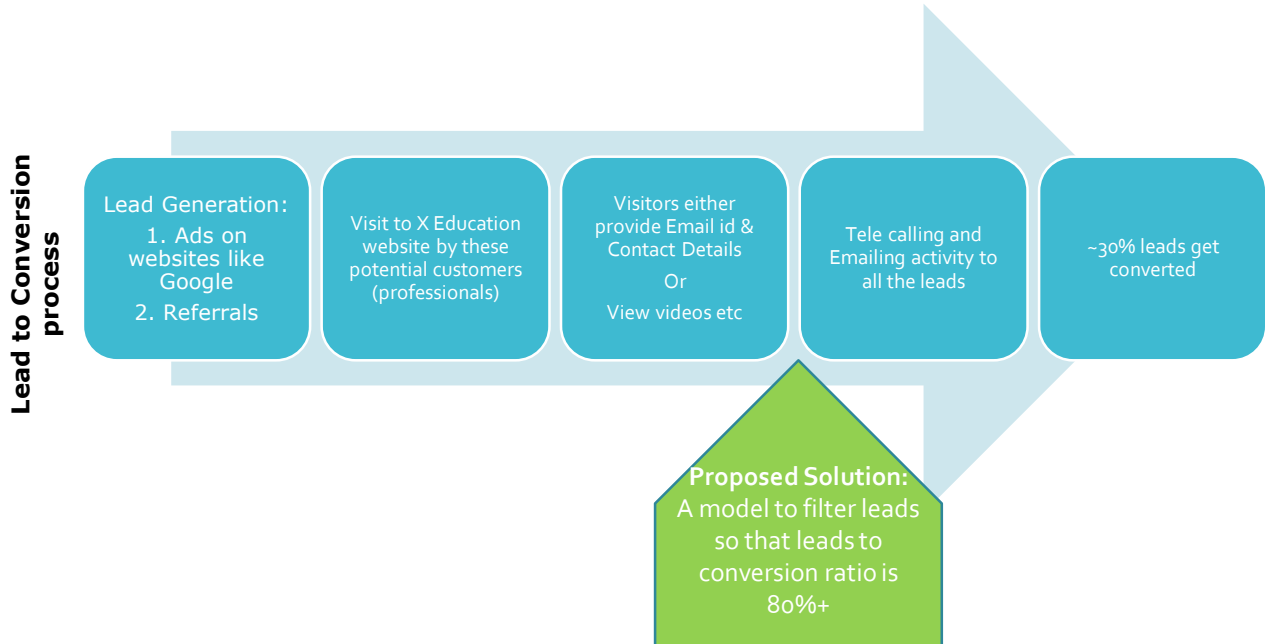 Lead to Conversion
process
Lead Generation:
1. Ads on
websites like
Google
2. Referrals
Visit to X Education
website by these
potential customers
(professionals)
Visitors either
provide Email id &
Contact Details
Or
View videos etc
Tele calling and
Emailing activity to
all the leads
~30% leads get
converted
Proposed Solution:
A model to filter leads
so that leads to
conversion ratio is
80%+